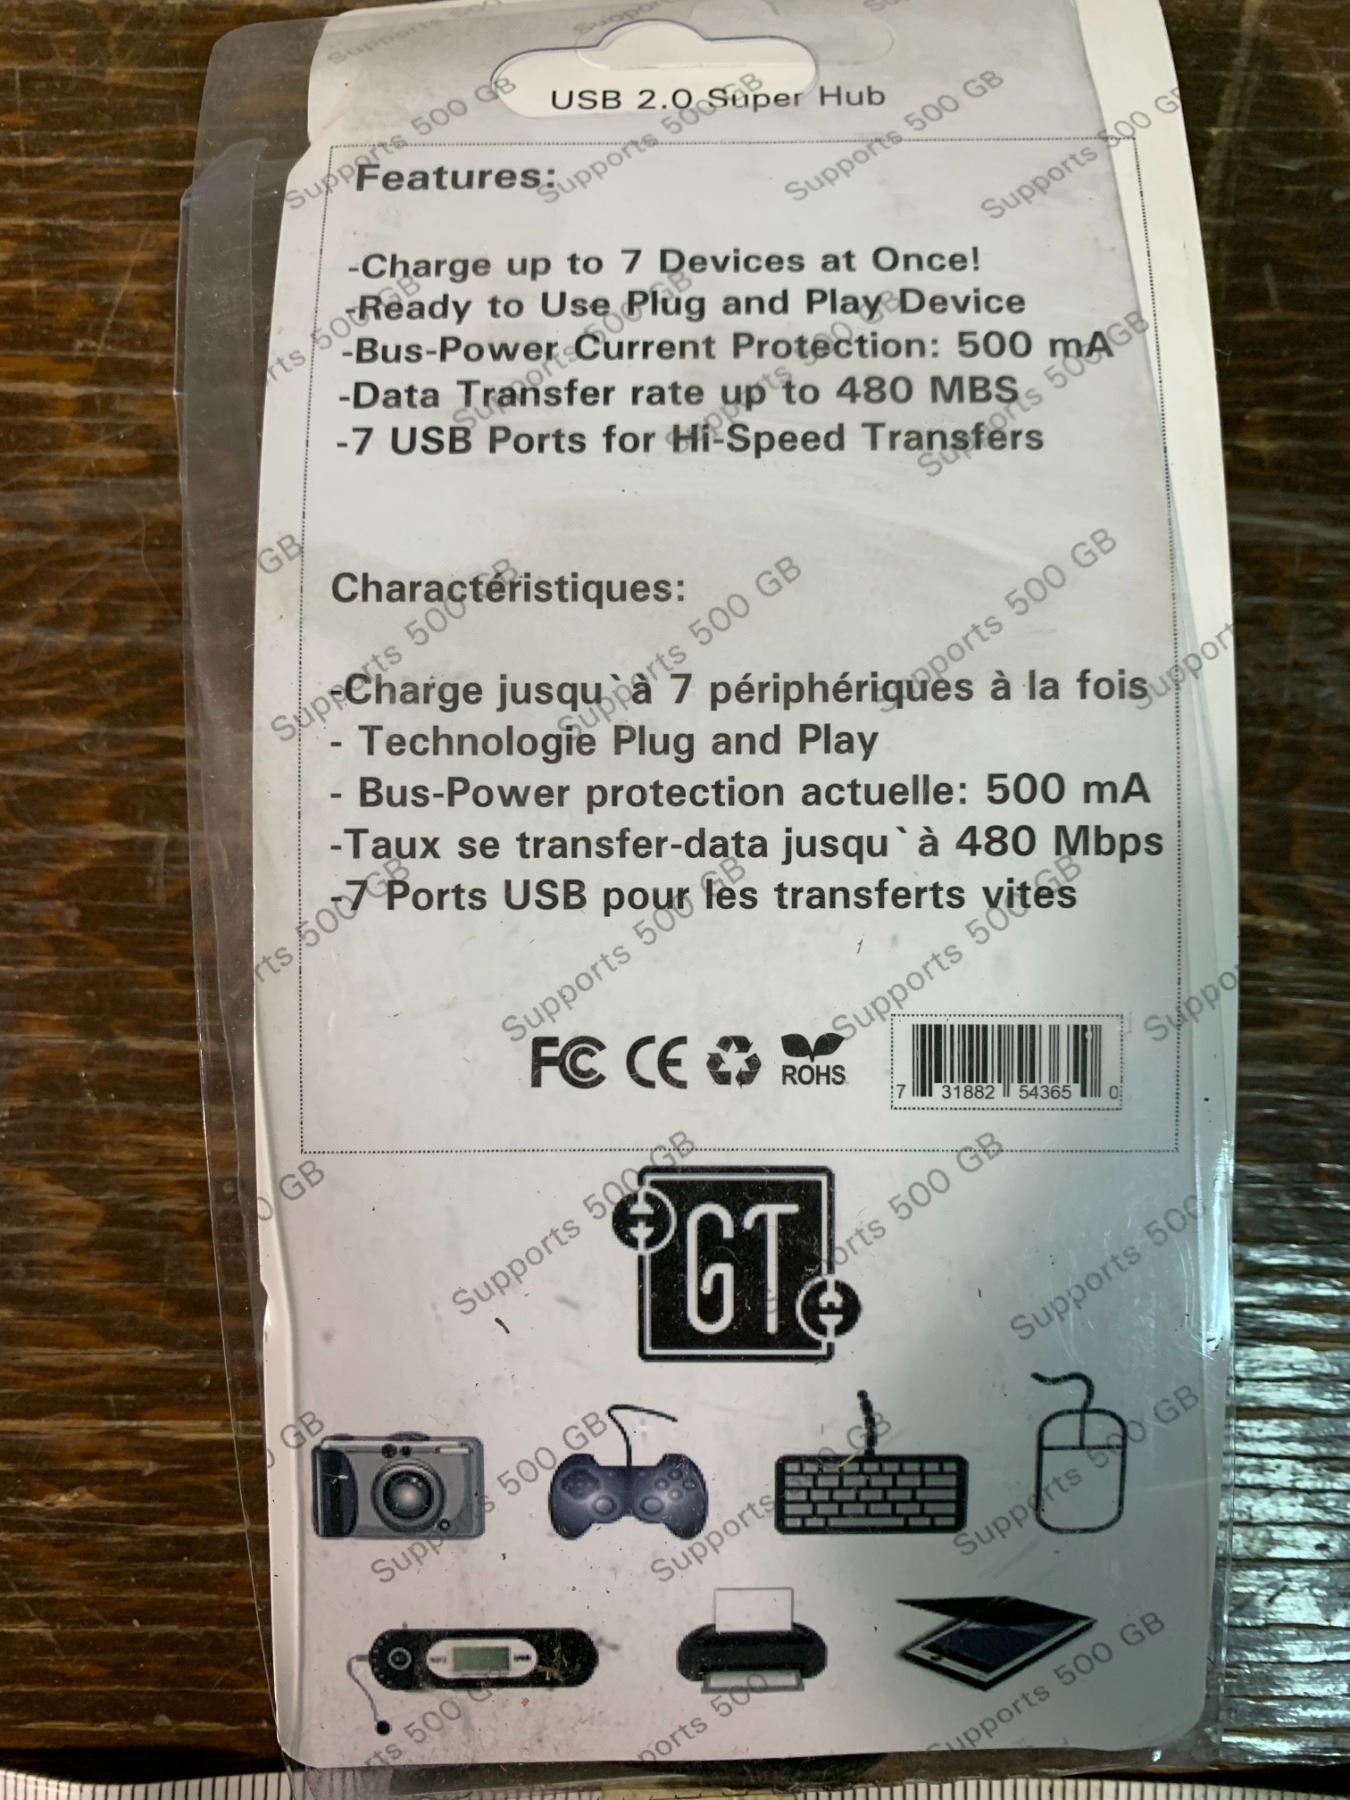 USB 2.0 Super Hub
Features:
-Charge up to 7 Devices at Once!
-Ready to Use Plug and Play Device
-Bus-Power Current Protection: 500 mA
-Data Transfer rate up to 480 MBS
-7 USB Ports for Hi-Speed Transfers
Charactéristiques:
-Charge jusqu`à 7 périphériques à la fois
- Technologie Plug and Play
- Bus-Power protection actuelle: 500 mA
-Taux se transfer-data jusqu`à 480 Mbps
-7 Ports USB pour les transferts vites
FC CE ROHS
7 31882 54365 0
GT
Supports 500 GB